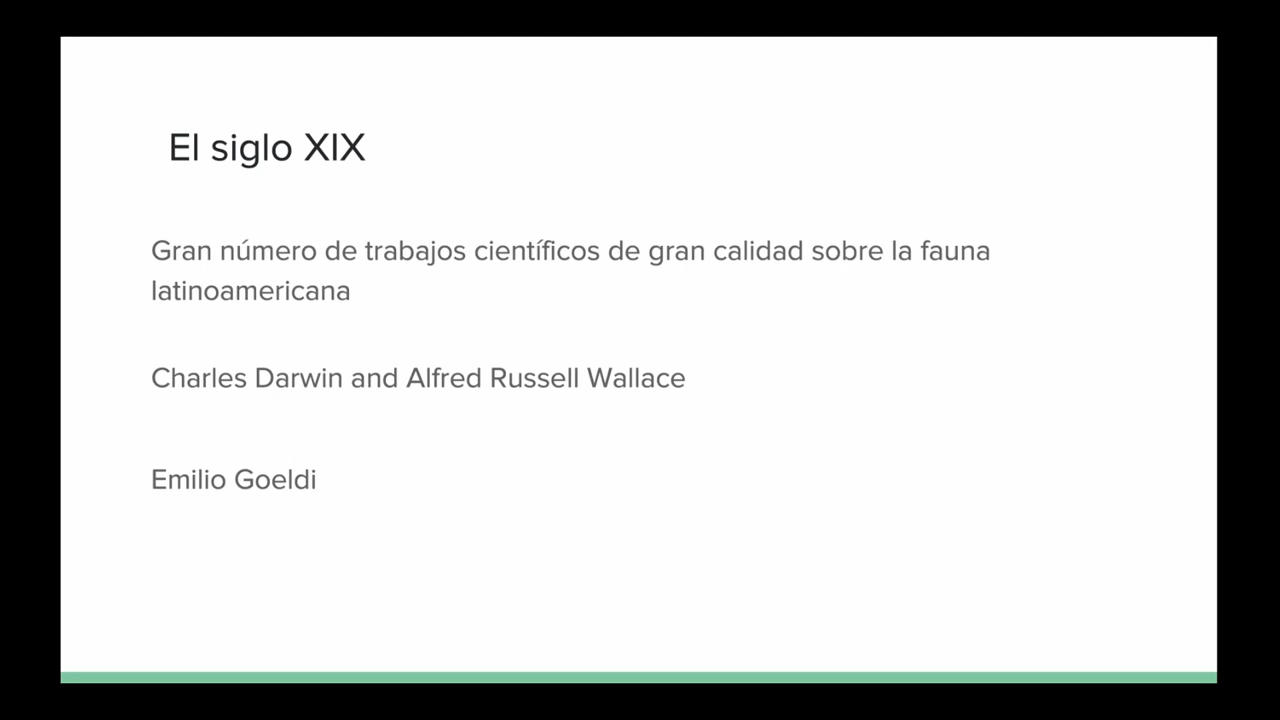 El siglo XIX
Gran número de trabajos científicos de gran calidad sobre la fauna
latinoamericana
Charles Darwin and Alfred Russell Wallace
Emilio Goeldi